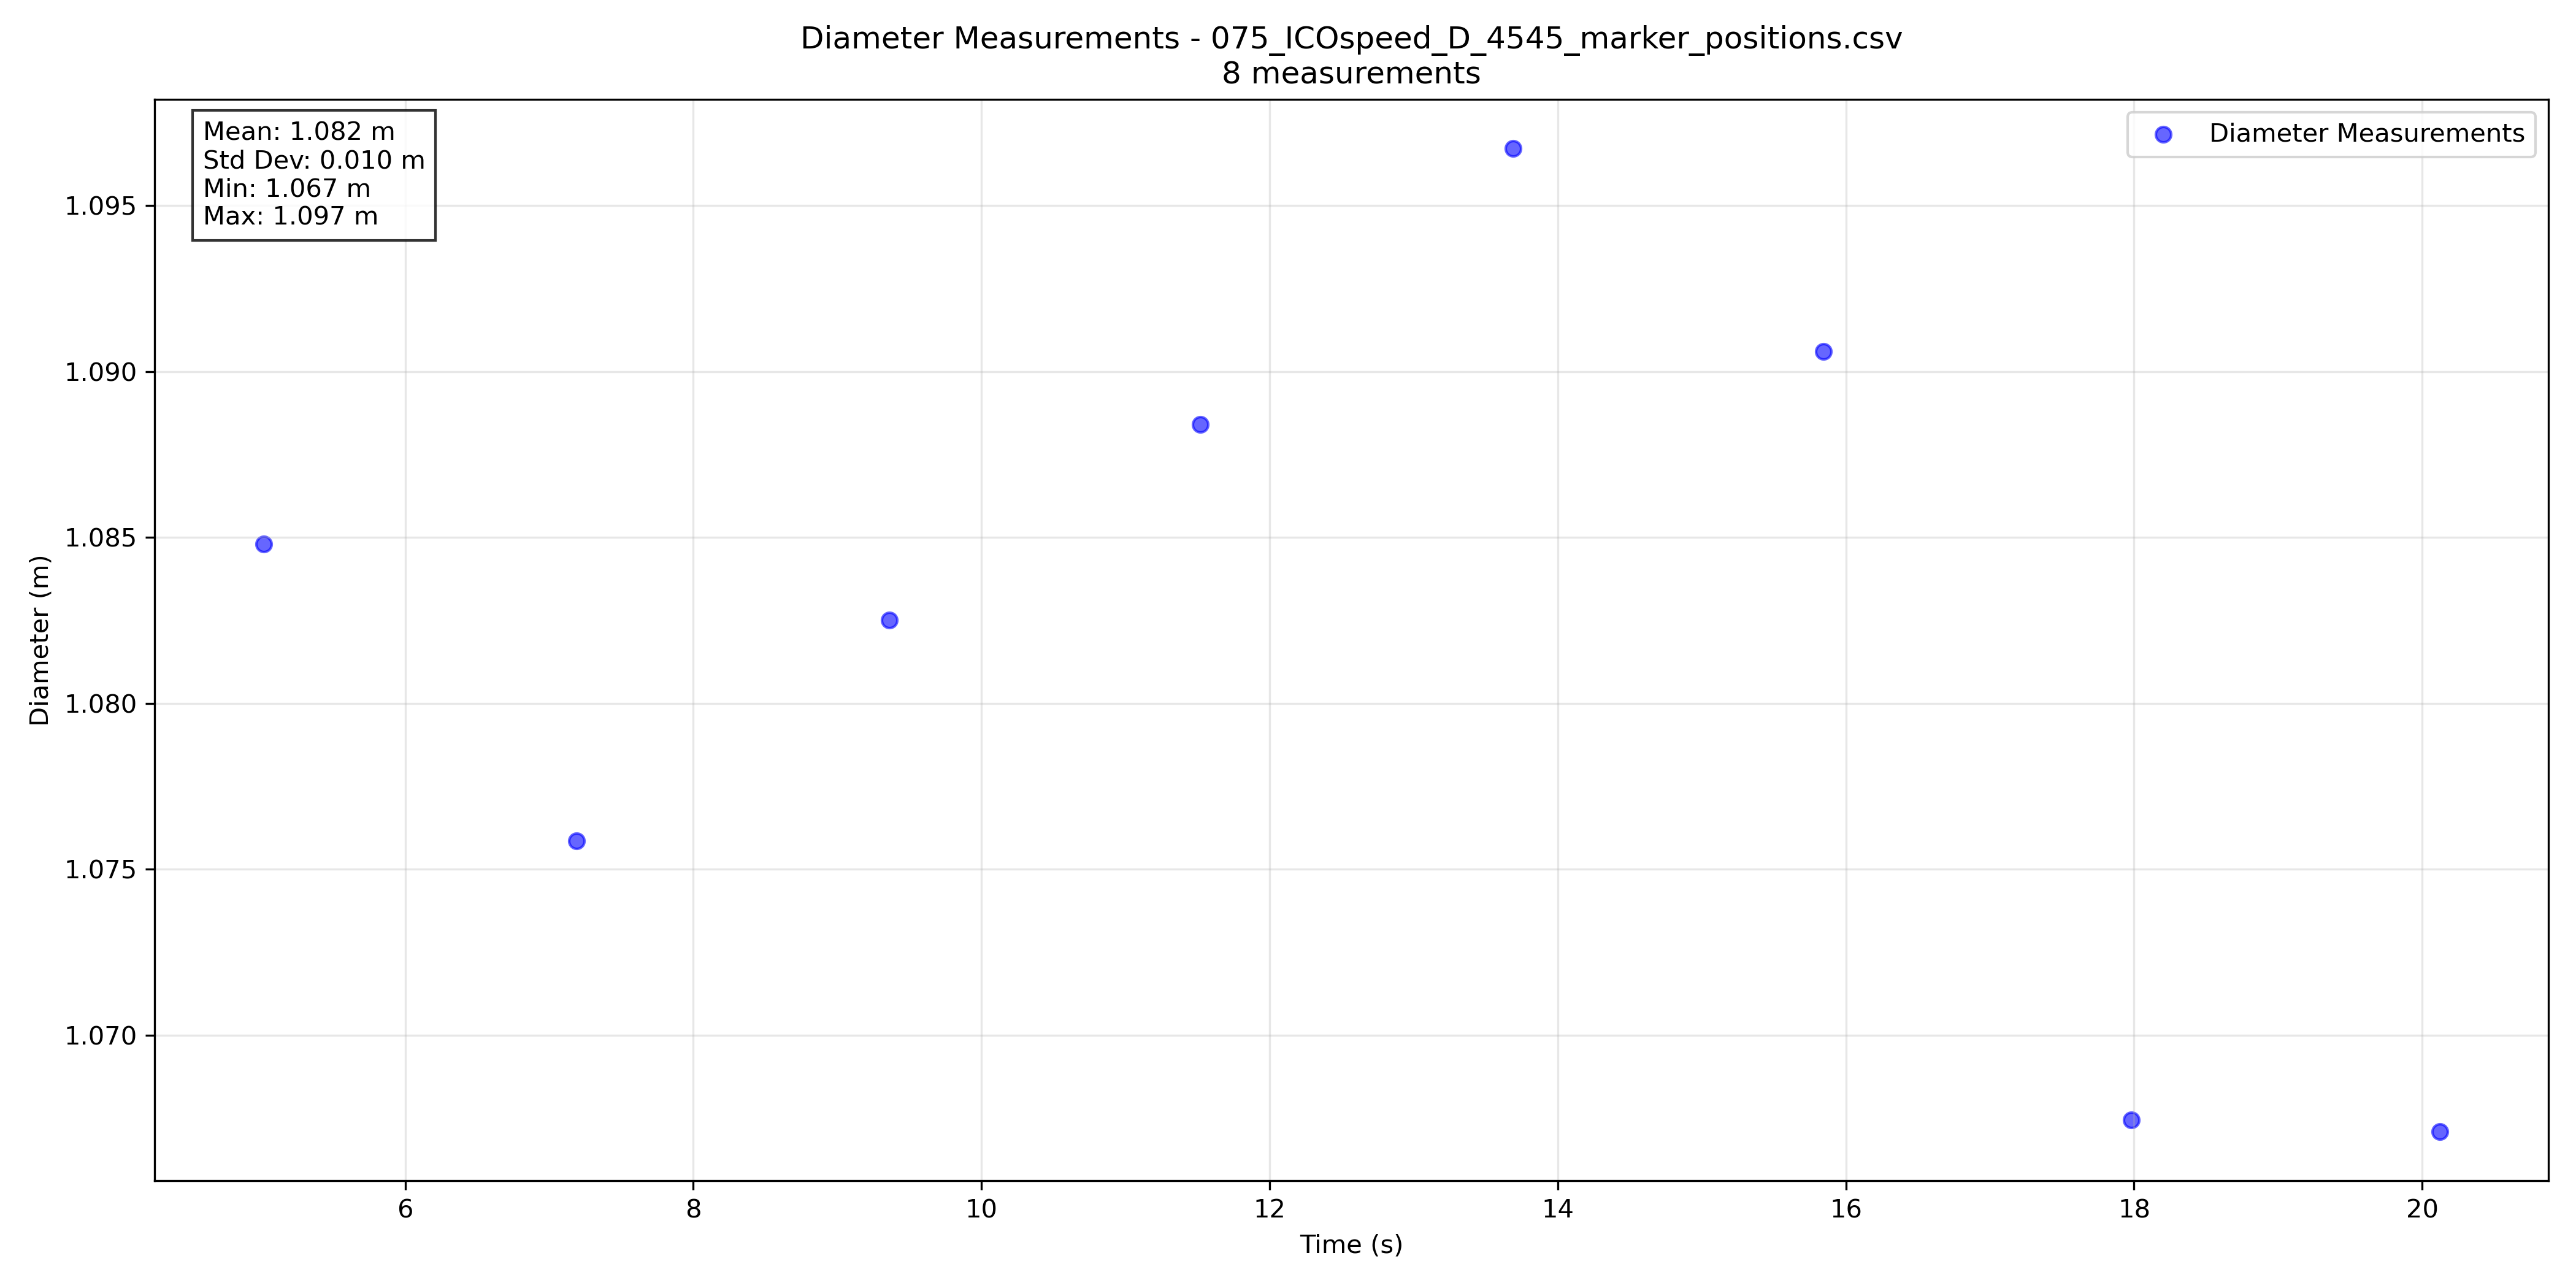 Diameter Measurements - 075_ICOspeed_D_4545_marker_positions.csv
8 measurements
Mean: 1.082 m
Std Dev: 0.010 m
Min: 1.067 m
Max: 1.097 m
Diameter Measurements
Diameter (m)
1.095
1.090
1.085
1.080
1.075
1.070
6
8
10
12
14
16
18
20
Time (s)